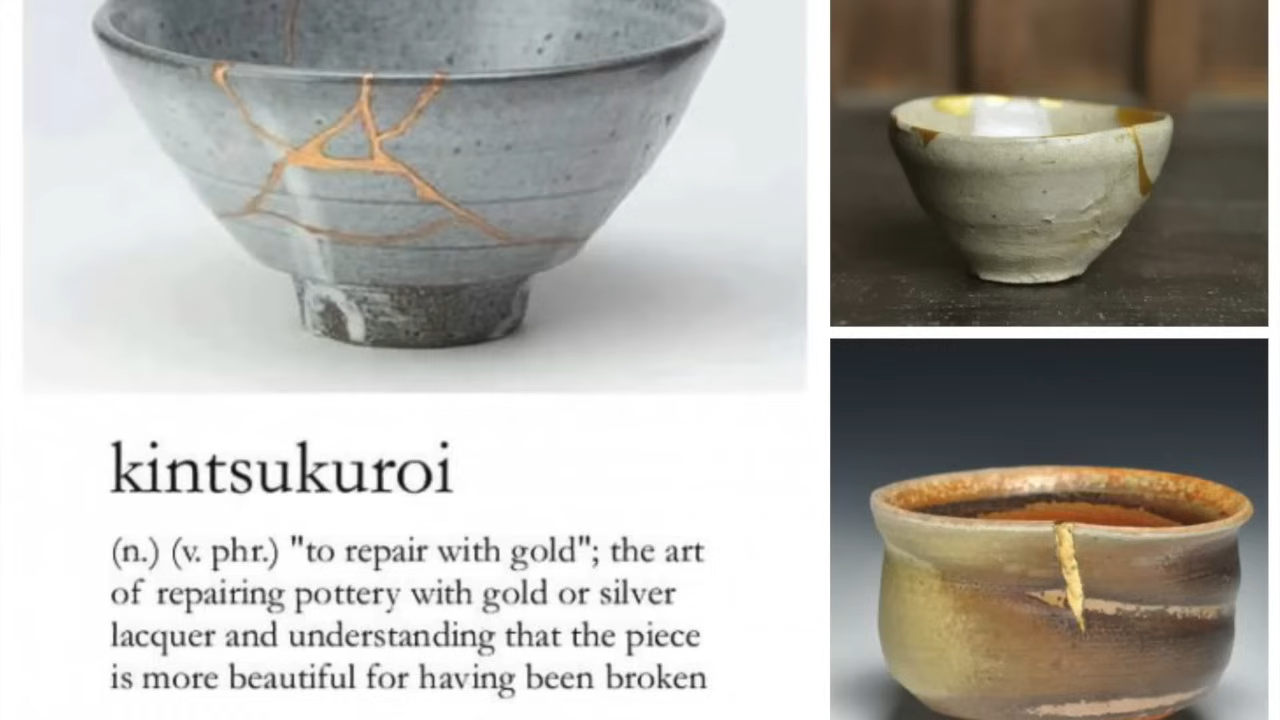 kintsukuroi
(n.) (v. phr.) "to repair with gold"; the art
of repairing pottery with gold or silver
lacquer and understanding that the piece
is more beautiful for having been broken